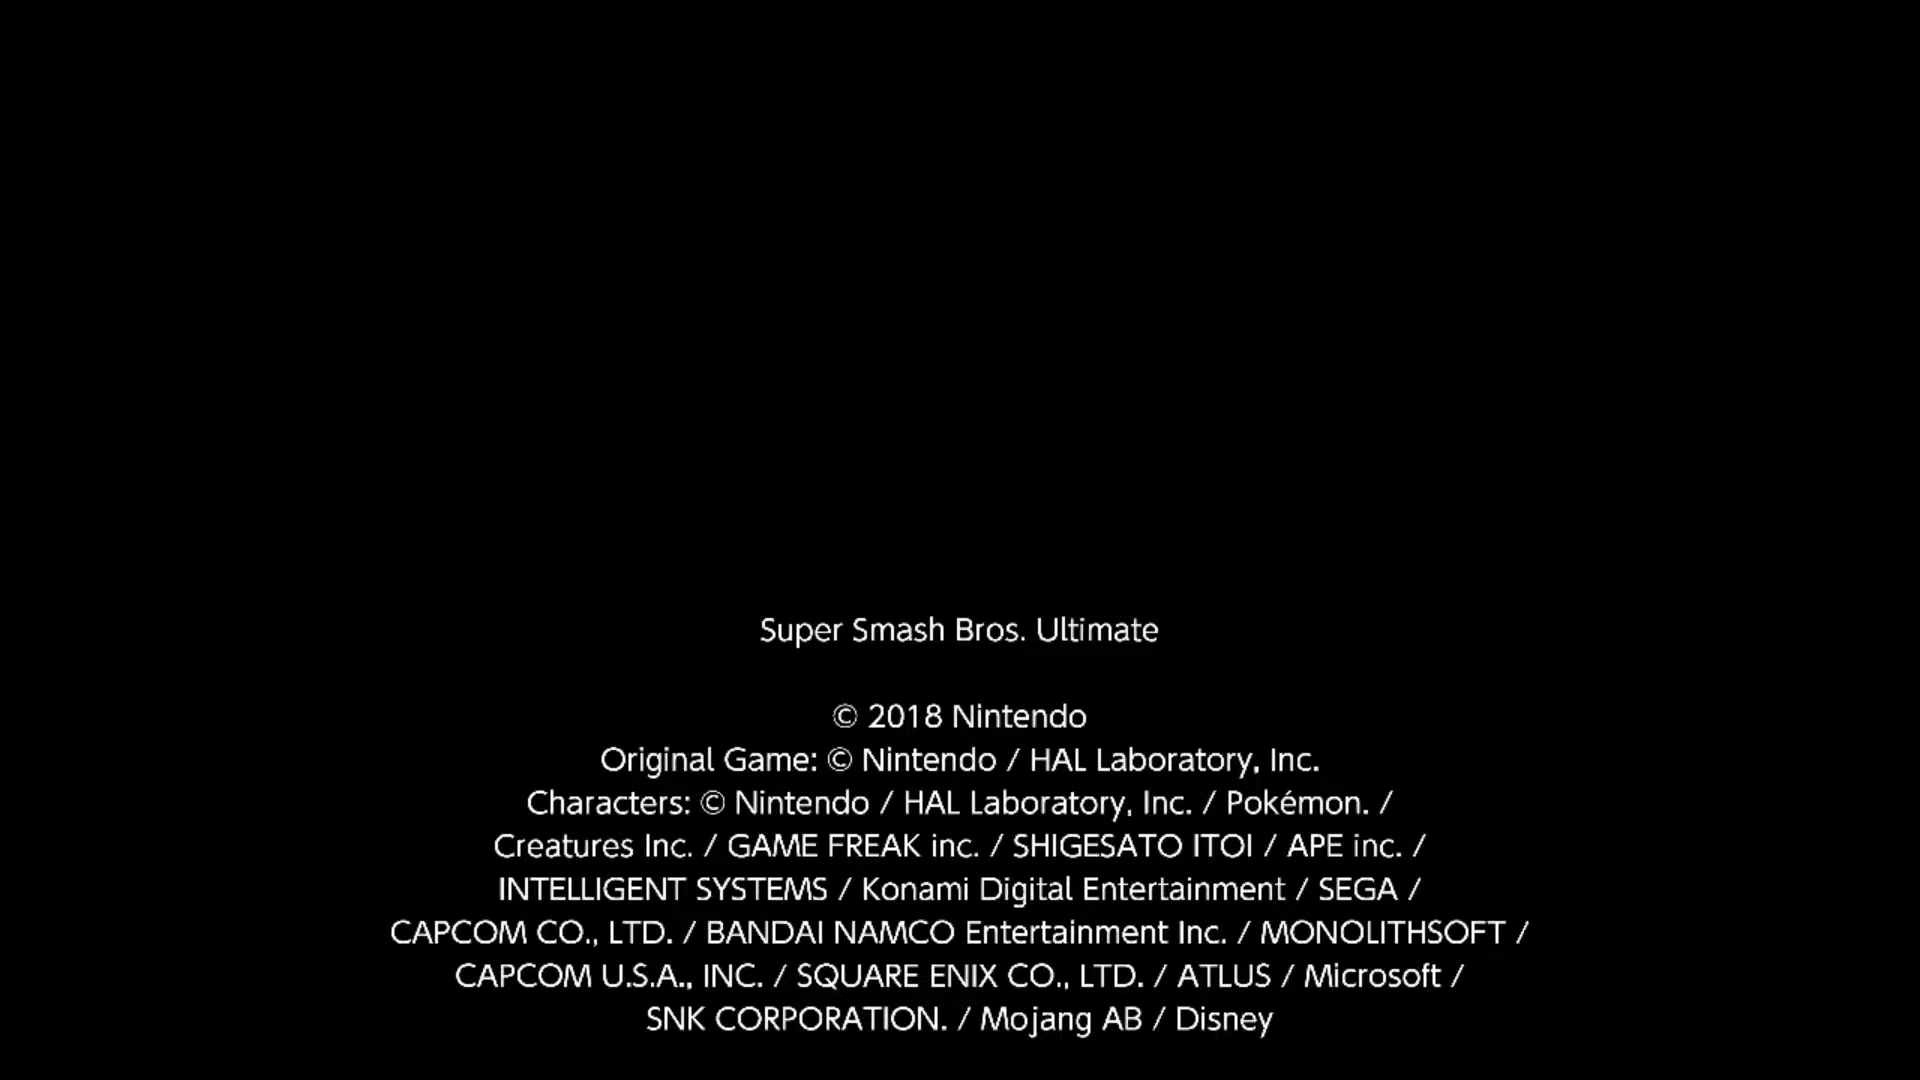 Super Smash Bros. Ultimate
© 2018 Nintendo
Original Game: © Nintendo / HAL Laboratory, Inc.
Characters: © Nintendo / HAL Laboratory, Inc. / Pokémon. /
Creatures Inc. / GAME FREAK inc. / SHIGESATO ITOI / APE inc. /
INTELLIGENT SYSTEMS / Konami Digital Entertainment / SEGA /
CAPCOM CO., LTD. / BANDAI NAMCO Entertainment Inc. / MONOLITHSOFT /
CAPCOM U.S.A., INC. / SQUARE ENIX CO., LTD. / ATLUS / Microsoft /
SNK CORPORATION. / Mojang AB / Disney